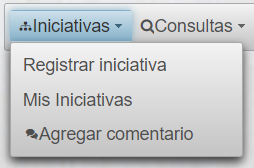 Iniciativas Consultas
Registrar iniciativa
Mis Iniciativas
Agregar comentario